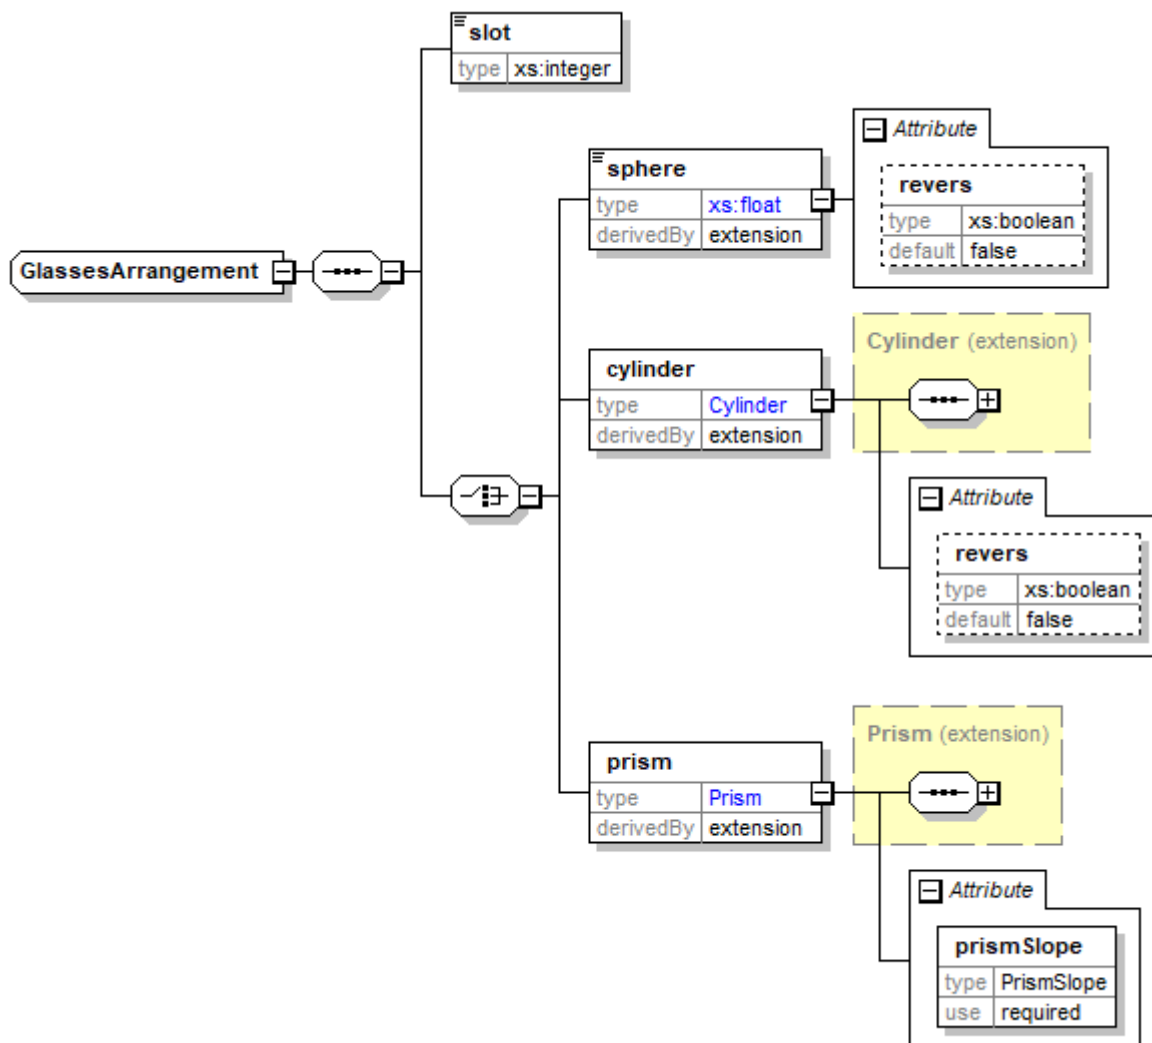 slot
type xs:integer
Attribute
sphere
revers
type xs:float
type xs:boolean
derivedBy extension
default false
GlassesArrangement
Cylinder (extension)
cylinder
type Cylinder
derivedBy extension
Attribute
revers
type xs:boolean
default false
Prism (extension)
prism
type Prism
derivedBy extension
Attribute
prismSlope
type PrismSlope
use required